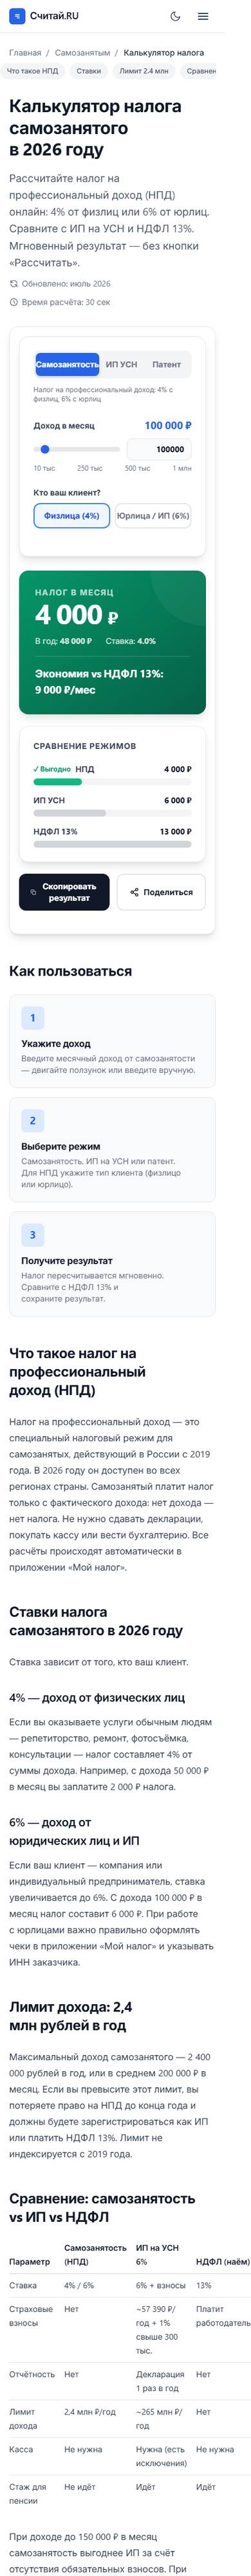 Считай.RU
Главная / Самозанятым / Калькулятор налога
Что такое НПД Ставки Лимит 2.4 млн Сравнен
Калькулятор налога
самозанятого
в 2026 году
Рассчитайте налог на
профессиональный доход (НПД)
онлайн: 4% от физлиц или 6% от юрлиц.
Сравните с ИП на УСН и НДФЛ 13%.
Мгновенный результат — без кнопки
«Рассчитать».
Обновлено: июль 2026
Время расчёта: 30 сек
Самозанятость ИП УСН Патент
Налог на профессиональный доход: 4% с
физлиц, 6% с юрлиц
Доход в месяц 100 000 ₽
100000
10 тыс 250 тыс 500 тыс 1 млн
Кто ваш клиент?
Физлица (4%) Юрлица / ИП (6%)
НАЛОГ В МЕСЯЦ
4 000 ₽
В год: 48 000 ₽ Ставка: 4.0%
Экономия vs НДФЛ 13%:
9 000 ₽/мес
СРАВНЕНИЕ РЕЖИМОВ
✓ Выгодно НПД 4 000 ₽
ИП УСН 6 000 ₽
НДФЛ 13% 13 000 ₽
Скопировать
результат
Поделиться
Как пользоваться
1
Укажите доход
Введите месячный доход от самозанятости
— двигайте ползунок или введите вручную.
2
Выберите режим
Самозанятость, ИП на УСН или патент.
Для НПД укажите тип клиента (физлицо
или юрлицо).
3
Получите результат
Налог пересчитывается мгновенно.
Сравните с НДФЛ 13% и
сохраните результат.
Что такое налог на
профессиональный
доход (НПД)
Налог на профессиональный доход — это
специальный налоговый режим для
самозанятых, действующий в России с 2019
года. В 2026 году он доступен во всех
регионах страны. Самозанятый платит налог
только с фактического дохода: нет дохода —
нет налога. Не нужно сдавать декларации,
покупать кассу или вести бухгалтерию. Все
расчёты происходят автоматически в
приложении «Мой налог».
Ставки налога
самозанятого в 2026 году
Ставка зависит от того, кто ваш клиент.
4% — доход от физических лиц
Если вы оказываете услуги обычным людям
— репетиторство, ремонт, фотосъёмка,
консультации — налог составляет 4% от
суммы дохода. Например, с дохода 50 000 ₽
в месяц вы заплатите 2 000 ₽ налога.
6% — доход от
юридических лиц и ИП
Если ваш клиент — компания или
индивидуальный предприниматель, ставка
увеличивается до 6%. С дохода 100 000 ₽ в
месяц налог составит 6 000 ₽. При работе
с юрлицами важно правильно оформлять
чеки в приложении «Мой налог» и указывать
ИНН заказчика.
Лимит дохода: 2,4
млн рублей в год
Максимальный доход самозанятого — 2 400
000 рублей в год, или в среднем 200 000 ₽ в
месяц. Если вы превысите этот лимит, вы
потеряете право на НПД до конца года и
должны будете зарегистрироваться как ИП
или платить НДФЛ 13%. Лимит не
индексируется с 2019 года.
Сравнение: самозанятость
vs ИП vs НДФЛ
Параметр Самозанятость (НПД) ИП на УСН 6% НДФЛ (наём)
Ставка 4% / 6% 6% + взносы 13%
Страховые взносы Нет ~57 390 ₽/год + 1% свыше 300 тыс. Платит работодатель
Отчётность Нет Декларация 1 раз в год Нет
Лимит дохода 2,4 млн ₽/год ~265 млн ₽/год Нет
Касса Не нужна Нужна (есть исключения) Не нужна
Стаж для пенсии Не идёт Идёт Идёт
При доходе до 150 000 ₽ в месяц
самозанятость выгоднее ИП за счёт
отсутствия обязательных взносов. При